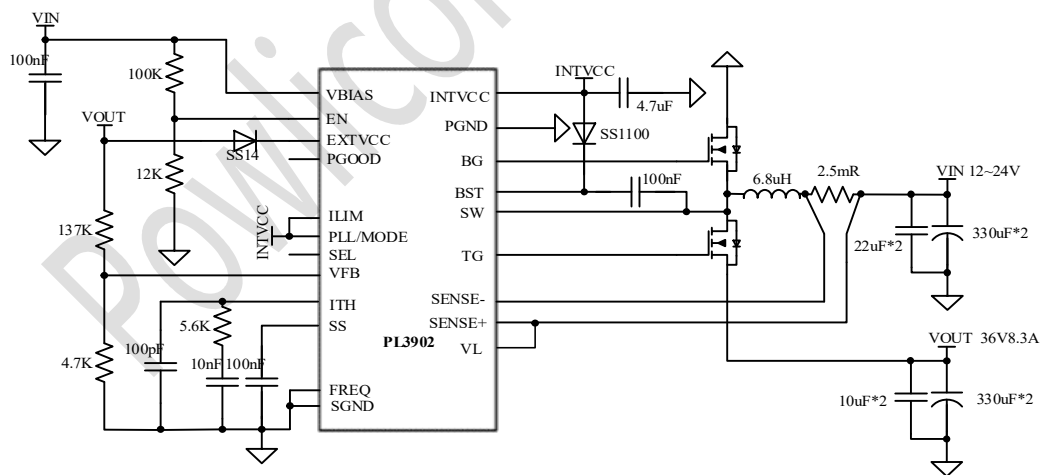 VIN
100nF
100K
VOUT
SS14
12K
137K
INTVCC
4.7K
100pF
5.6K
10nF
100nF
VBIAS
EN
EXTVCC
PGOOD
ILIM
PLL/MODE
SEL
VFB
ITH
SS
FREQ
SGND
INTVCC
PGND
BG
BST
SW
TG
SENSE-
SENSE+
VL
PL3902
INTVCC
4.7uF
SS1100
100nF
6.8uH
2.5mR
VIN 12~24V
22uF*2
330uF*2
VOUT 36V8.3A
10uF*2
330uF*2
Powlicon